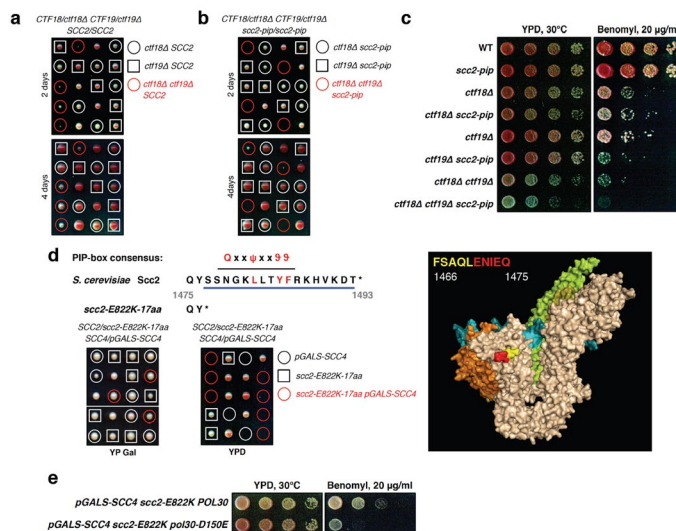 a
CTF18/ctf18Δ CTF19/ctf19Δ
SCC2/SCC2
2 days
4 days
ctf18Δ SCC2
ctf19Δ SCC2
ctf18Δ ctf19Δ
SCC2
b
CTF18/ctf18Δ CTF19/ctf19Δ
scc2-pip/scc2-pip
2 days
4days
ctf18Δ scc2-pip
ctf19Δ scc2-pip
ctf18Δ ctf19Δ
scc2-pip
c
YPD, 30°C
Benomyl, 20 µg/ml
WT
scc2-pip
ctf18Δ
ctf18Δ scc2-pip
ctf19Δ
ctf19Δ scc2-pip
ctf18Δ ctf19Δ
ctf18Δ ctf19Δ scc2-pip
d
PIP-box consensus: Q x x ψ x x ϑ ϑ
S. cerevisiae Scc2 Q Y S S N G K L L T Y F R K H V K D T *
1475 1493
scc2-E822K-17aa Q Y *
SCC2/scc2-E822K-17aa
SCC4/pGALS-SCC4
YP Gal
SCC2/scc2-E822K-17aa
SCC4/pGALS-SCC4
YPD
pGALS-SCC4
scc2-E822K-17aa
scc2-E822K-17aa pGALS-SCC4
FSAQLENIEQ
1466 1475
e
YPD, 30°C
Benomyl, 20 µg/ml
pGALS-SCC4 scc2-E822K POL30
pGALS-SCC4 scc2-E822K pol30-D150E